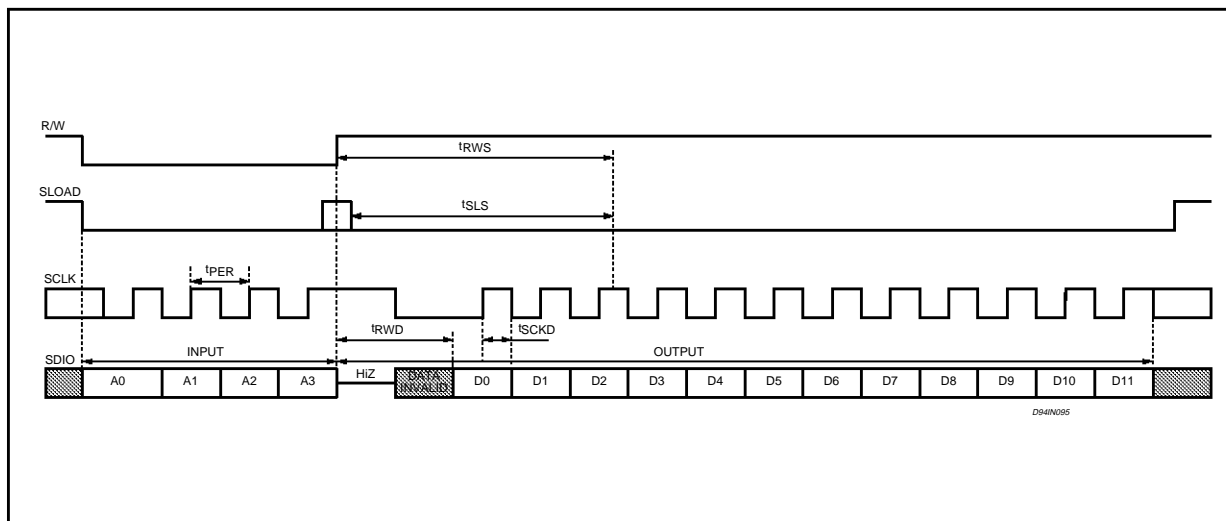 R/W
tRWS
SLOAD
tSLS
SCLK
tPER
tRWD
tSCKD
SDIO
INPUT
OUTPUT
A0 A1 A2 A3 HiZ DATA INVALID D0 D1 D2 D3 D4 D5 D6 D7 D8 D9 D10 D11
D94IN095